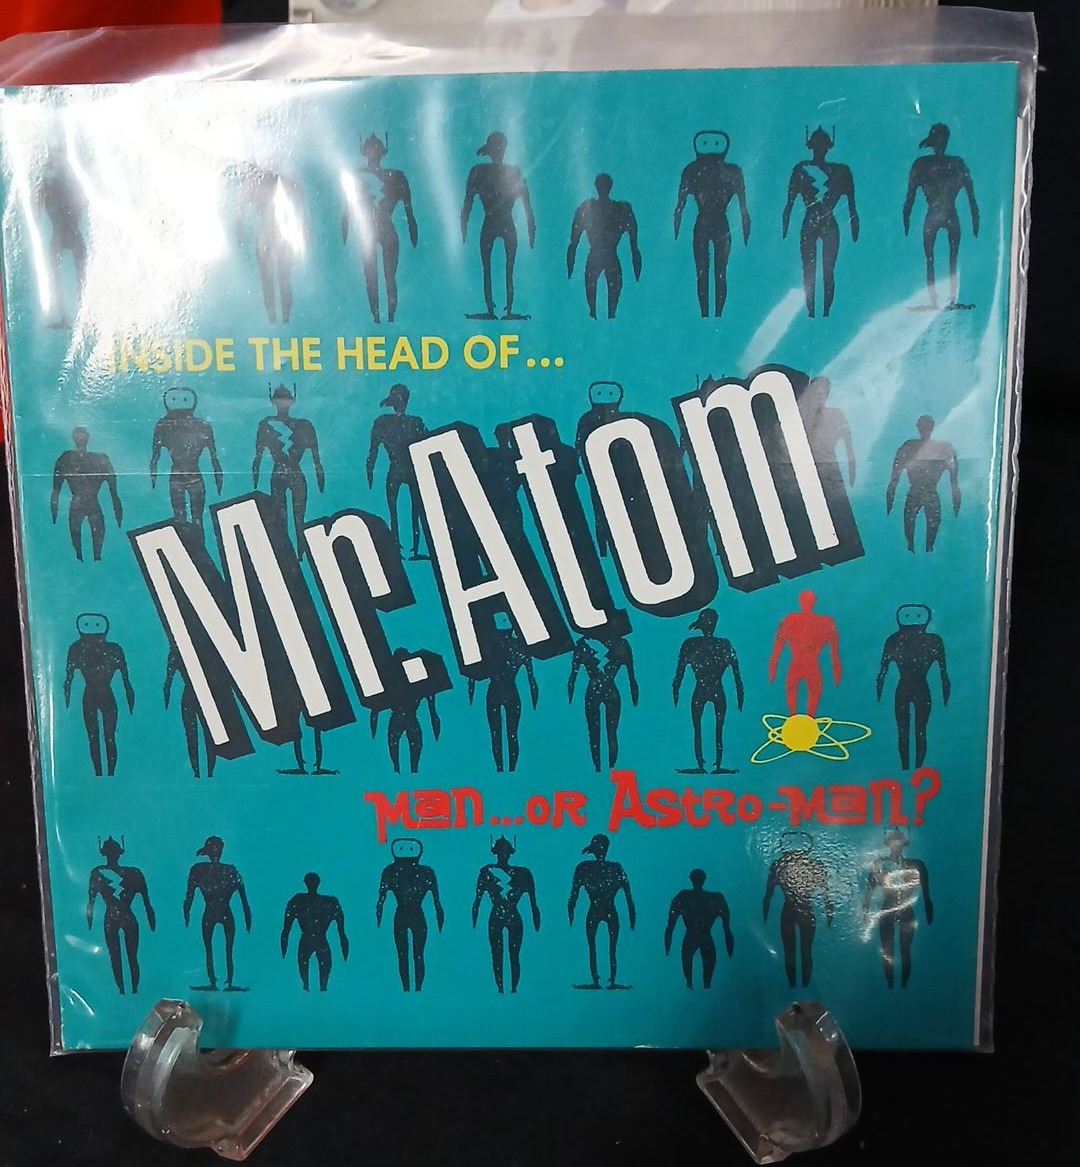 INSIDE THE HEAD OF...
Mr. Atom
Man...or Astro-Man?